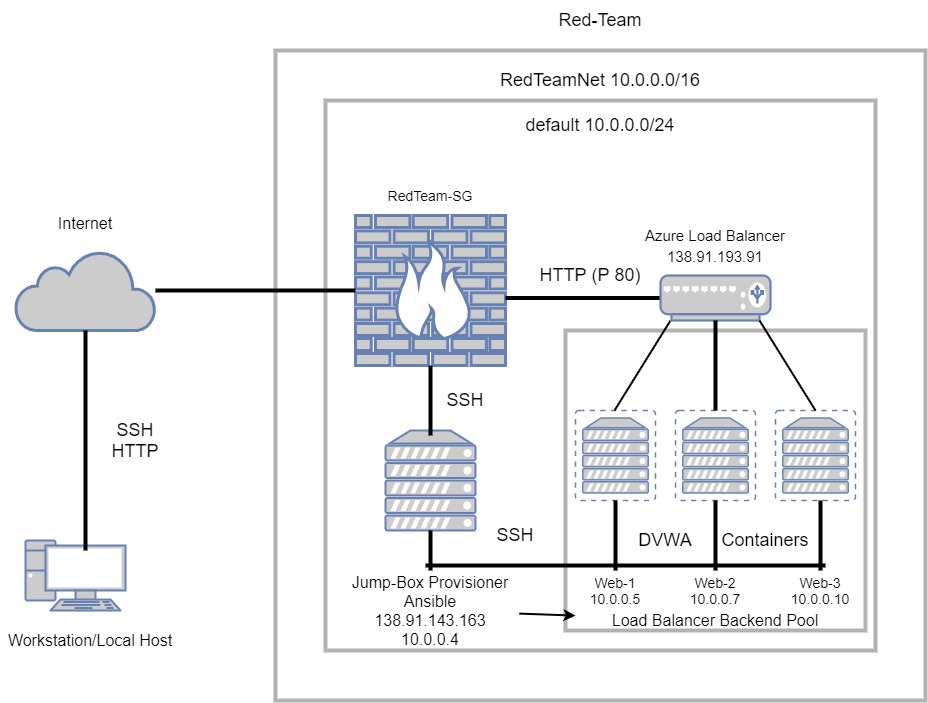 Red-Team
RedTeamNet 10.0.0.0/16
default 10.0.0.0/24
RedTeam-SG
Internet
Azure Load Balancer
138.91.193.91
HTTP (P 80)
SSH
SSH
HTTP
SSH
DVWA
Containers
Jump-Box Provisioner
Ansible
138.91.143.163
10.0.0.4
Web-1
10.0.0.5
Web-2
10.0.0.7
Web-3
10.0.0.10
Load Balancer Backend Pool
Workstation/Local Host